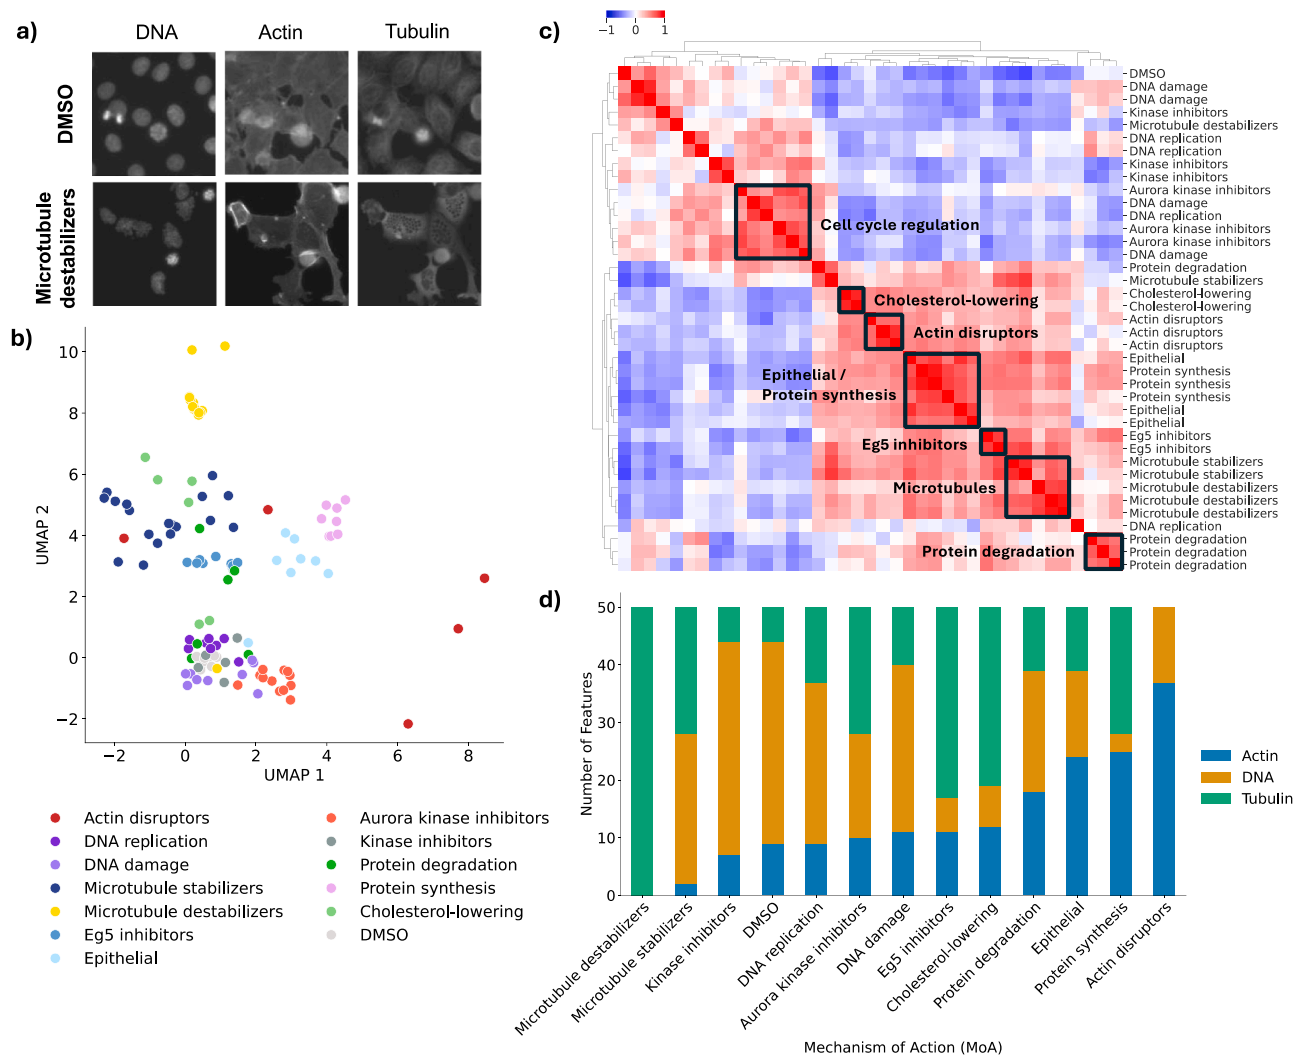 a)
DNA
Actin
Tubulin
DMSO
Microtubule
destabilizers
b)
10
8
6
4
2
0
−2
UMAP 2
−2
0
2
4
6
8
UMAP 1
Actin disruptors
DNA replication
DNA damage
Microtubule stabilizers
Microtubule destabilizers
Eg5 inhibitors
Epithelial
Aurora kinase inhibitors
Kinase inhibitors
Protein degradation
Protein synthesis
Cholesterol-lowering
DMSO
c)
−1
0
1
DMSO
DNA damage
DNA damage
Kinase inhibitors
Microtubule destabilizers
DNA replication
DNA replication
Kinase inhibitors
Kinase inhibitors
Aurora kinase inhibitors
DNA damage
DNA replication
Aurora kinase inhibitors
Aurora kinase inhibitors
DNA damage
Protein degradation
Microtubule stabilizers
Cholesterol-lowering
Cholesterol-lowering
Actin disruptors
Actin disruptors
Actin disruptors
Epithelial
Protein synthesis
Protein synthesis
Protein synthesis
Epithelial
Epithelial
Eg5 inhibitors
Eg5 inhibitors
Microtubule stabilizers
Microtubule stabilizers
Microtubule destabilizers
Microtubule destabilizers
Microtubule destabilizers
DNA replication
Protein degradation
Protein degradation
Protein degradation
Cell cycle regulation
Cholesterol-lowering
Actin disruptors
Epithelial /
Protein synthesis
Eg5 inhibitors
Microtubules
Protein degradation
d)
50
40
30
20
10
0
Number of Features
Microtubule destabilizers
Microtubule stabilizers
Kinase inhibitors
DMSO
DNA replication
Aurora kinase inhibitors
DNA damage
Eg5 inhibitors
Cholesterol-lowering
Protein degradation
Epithelial
Protein synthesis
Actin disruptors
Mechanism of Action (MoA)
Actin
DNA
Tubulin